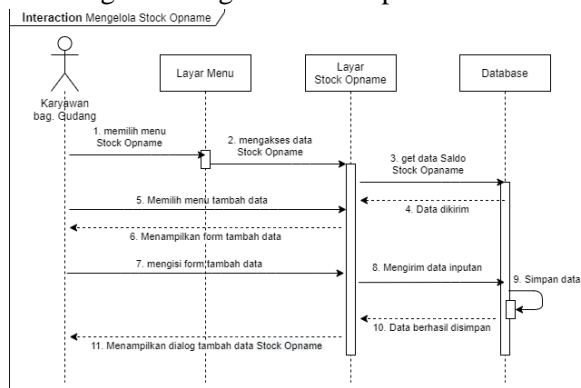 Interaction Mengelola Stock Opname
Layar Menu
Layar
Stock Opname
Database
Karyawan
bag. Gudang
1. memilih menu
Stock Opname
2. mengakses data
Stock Opname
3. get data Saldo
Stock Opaname
4. Data dikirim
5. Memilih menu tambah data
6. Menampilkan form tambah data
7. mengisi form tambah data
8. Mengirim data inputan
9. Simpan data
10. Data berhasil disimpan
11. Menampilkan dialog tambah data Stock Opname